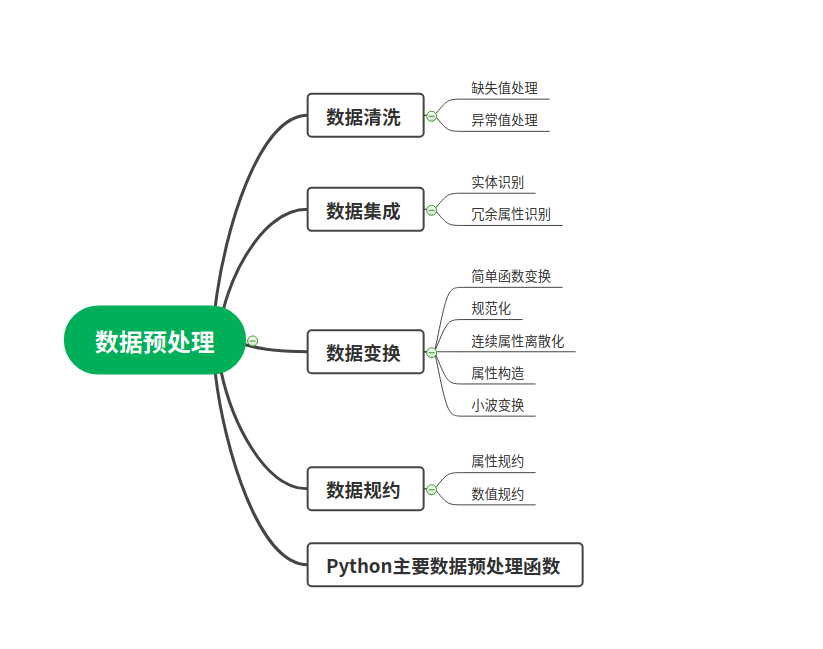 数据预处理
数据清洗
缺失值处理
异常值处理
数据集成
实体识别
冗余属性识别
数据变换
简单函数变换
规范化
连续属性离散化
属性构造
小波变换
数据规约
属性规约
数值规约
Python主要数据预处理函数